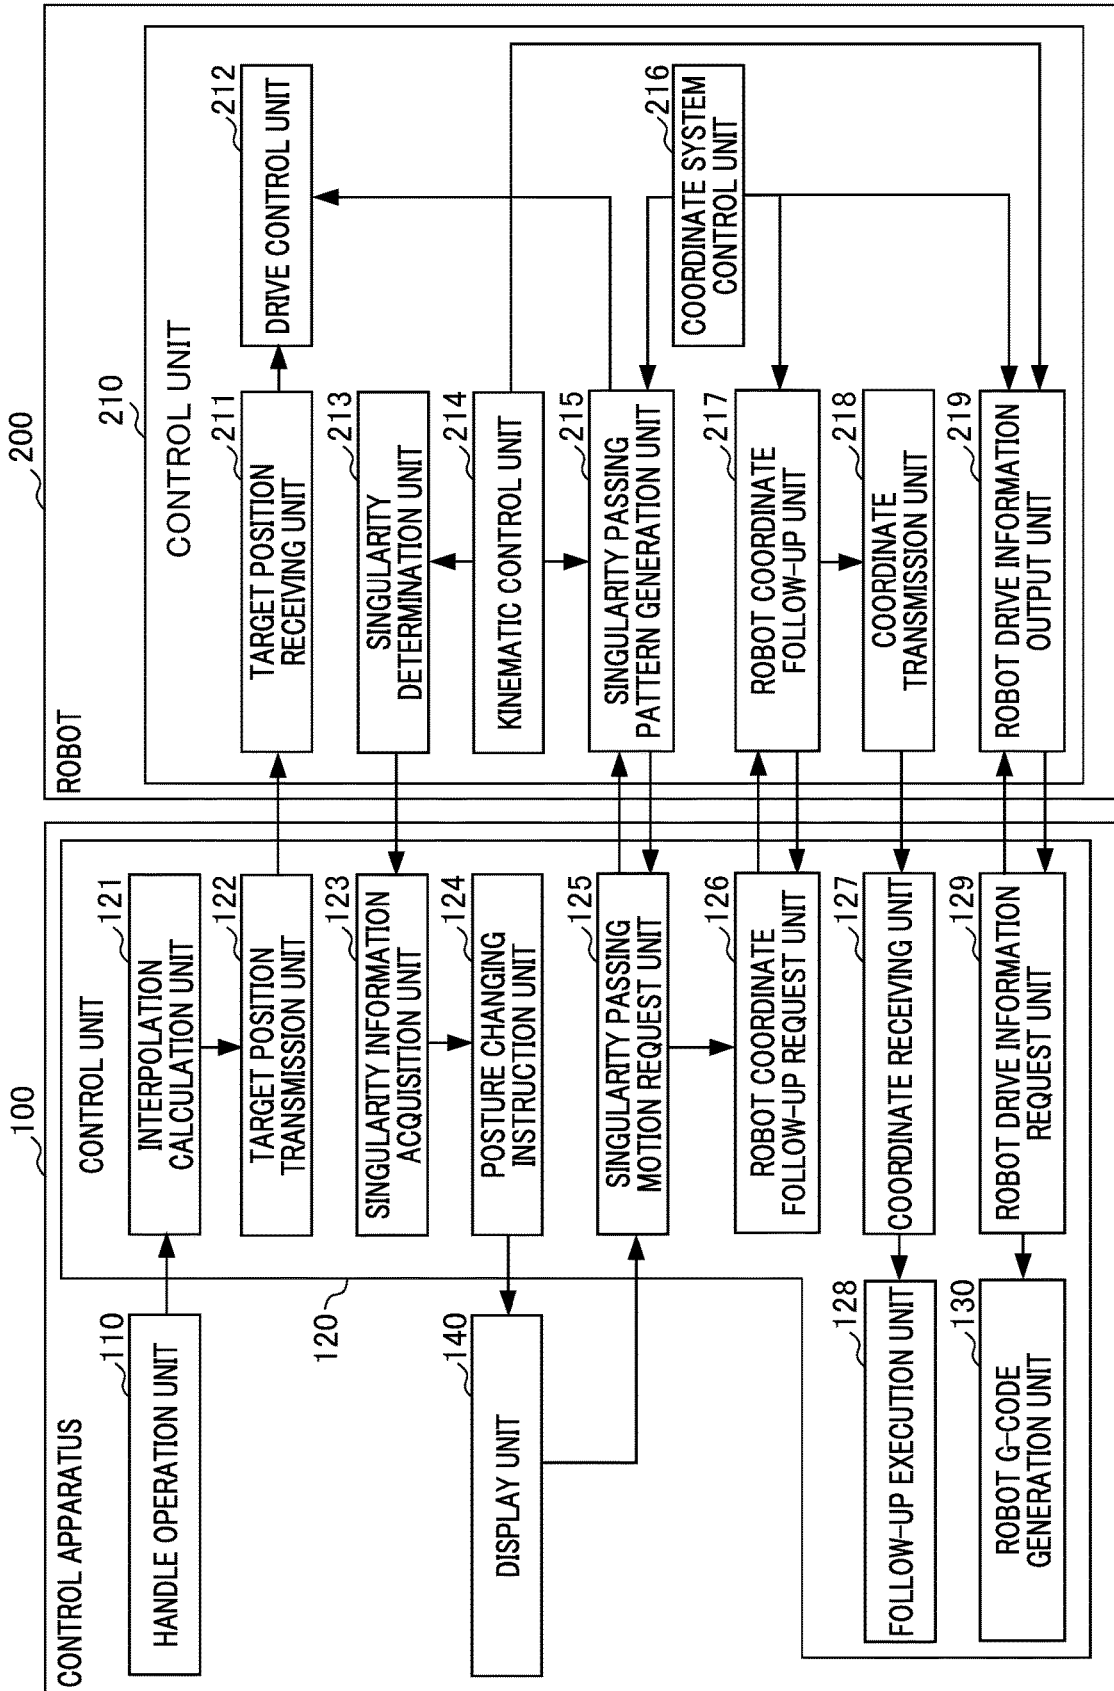 CONTROL APPARATUS
100
HANDLE OPERATION UNIT
110
DISPLAY UNIT
140
120
CONTROL UNIT
INTERPOLATION
CALCULATION UNIT
121
TARGET POSITION
TRANSMISSION UNIT
122
SINGULARITY INFORMATION
ACQUISITION UNIT
123
POSTURE CHANGING
INSTRUCTION UNIT
124
SINGULARITY PASSING
MOTION REQUEST UNIT
125
ROBOT COORDINATE
FOLLOW-UP REQUEST UNIT
126
COORDINATE RECEIVING UNIT
127
FOLLOW-UP EXECUTION UNIT
128
ROBOT DRIVE INFORMATION
REQUEST UNIT
129
ROBOT G-CODE
GENERATION UNIT
130
ROBOT
200
CONTROL UNIT
210
TARGET POSITION
RECEIVING UNIT
211
DRIVE CONTROL UNIT
212
SINGULARITY
DETERMINATION UNIT
213
KINEMATIC CONTROL UNIT
214
SINGULARITY PASSING
PATTERN GENERATION UNIT
215
COORDINATE SYSTEM
CONTROL UNIT
216
ROBOT COORDINATE
FOLLOW-UP UNIT
217
COORDINATE
TRANSMISSION UNIT
218
ROBOT DRIVE INFORMATION
OUTPUT UNIT
219